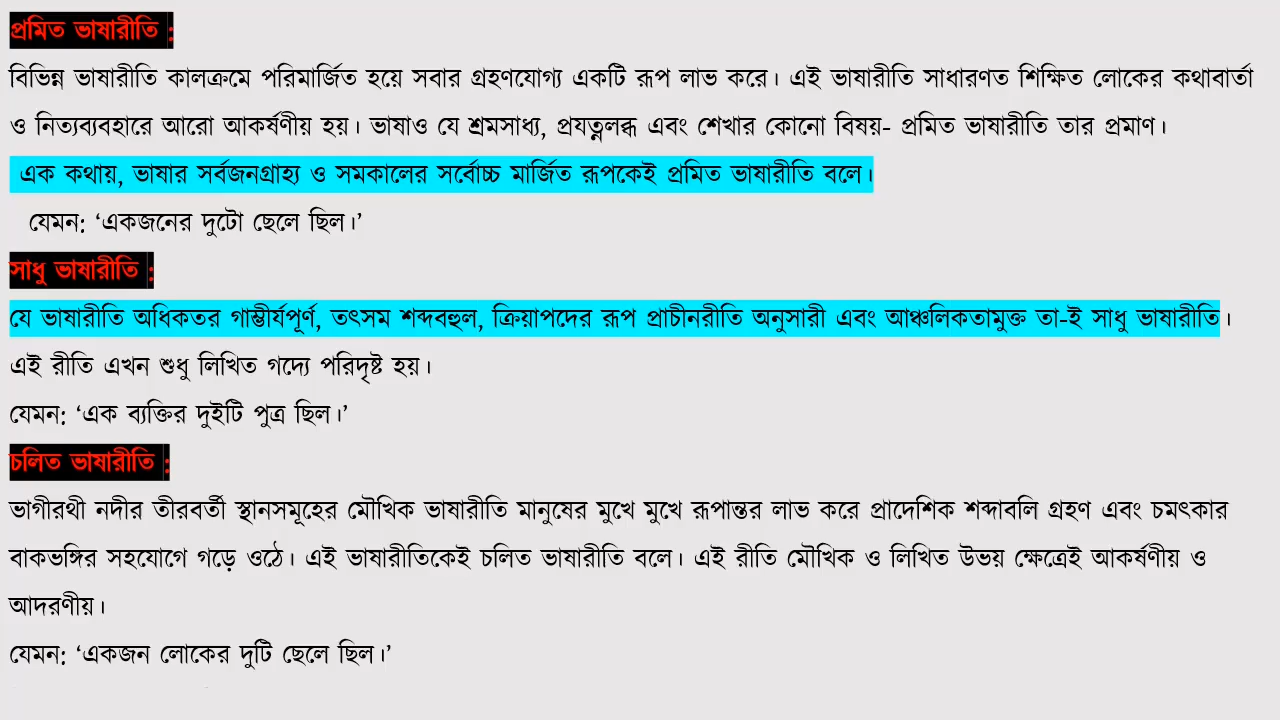 প্রমিত ভাষারীতি :
বিভিন্ন ভাষারীতি কালক্রমে পরিমার্জিত হয়ে সবার গ্রহণযোগ্য একটি রূপ লাভ করে। এই ভাষারীতি সাধারণত শিক্ষিত লোকের কথাবার্তা
ও নিত্যব্যবহারে আরো আকর্ষণীয় হয়। ভাষাও যে শ্রমসাধ্য, প্রযত্নলব্ধ এবং শেখার কোনো বিষয়- প্রমিত ভাষারীতি তার প্রমাণ।
এক কথায়, ভাষার সর্বজনগ্রাহ্য ও সমকালের সর্বোচ্চ মার্জিত রূপকেই প্রমিত ভাষারীতি বলে।
যেমন: ‘একজনের দুটো ছেলে ছিল।’
সাধু ভাষারীতি :
যে ভাষারীতি অধিকতর গাম্ভীর্যপূর্ণ, তৎসম শব্দবহুল, ক্রিয়াপদের রূপ প্রাচীনরীতি অনুসারী এবং আঞ্চলিকতামুক্ত তা-ই সাধু ভাষারীতি।
এই রীতি এখন শুধু লিখিত গদ্যে পরিদৃষ্ট হয়।
যেমন: ‘এক ব্যক্তির দুইটি পুত্র ছিল।’
চলিত ভাষারীতি :
ভাগীরথী নদীর তীরবর্তী স্থানসমূহের মৌখিক ভাষারীতি মানুষের মুখে মুখে রূপান্তর লাভ করে প্রাদেশিক শব্দাবলি গ্রহণ এবং চমৎকার
বাকভঙ্গির সহযোগে গড়ে ওঠে। এই ভাষারীতিকেই চলিত ভাষারীতি বলে। এই রীতি মৌখিক ও লিখিত উভয় ক্ষেত্রেই আকর্ষণীয় ও
আদরণীয়।
যেমন: ‘একজন লোকের দুটি ছেলে ছিল।’